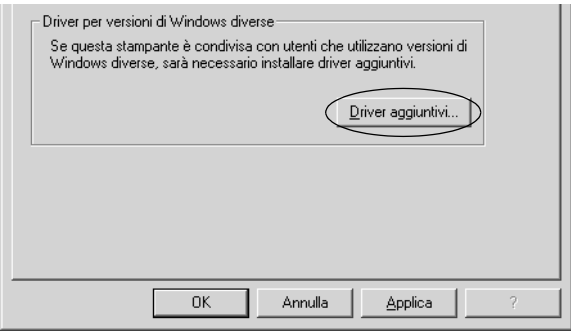 Driver per versioni di Windows diverse
Se questa stampante è condivisa con utenti che utilizzano versioni di
Windows diverse, sarà necessario installare driver aggiuntivi.
Driver aggiuntivi...
OK Annulla Applica ?